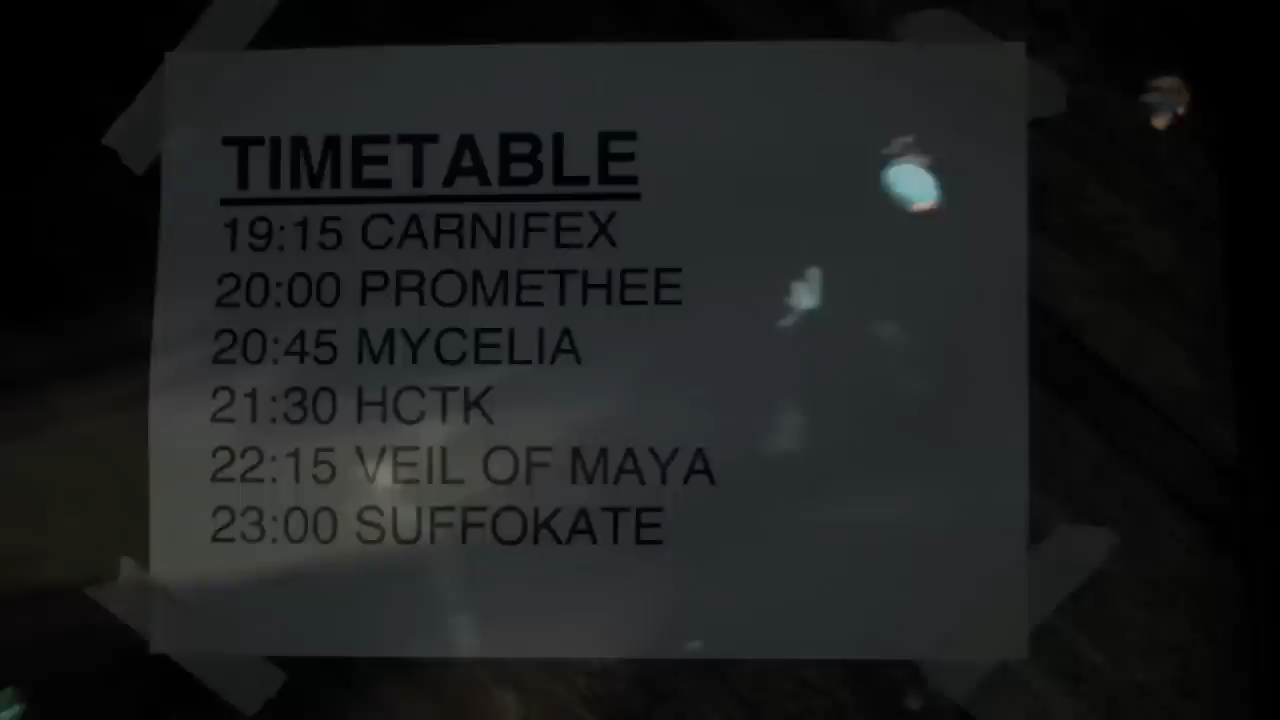 TIMETABLE
19:15 CARNIFEX
20:00 PROMETHEE
20:45 MYCELIA
21:30 HCTK
22:15 VEIL OF MAYA
23:00 SUFFOKATE